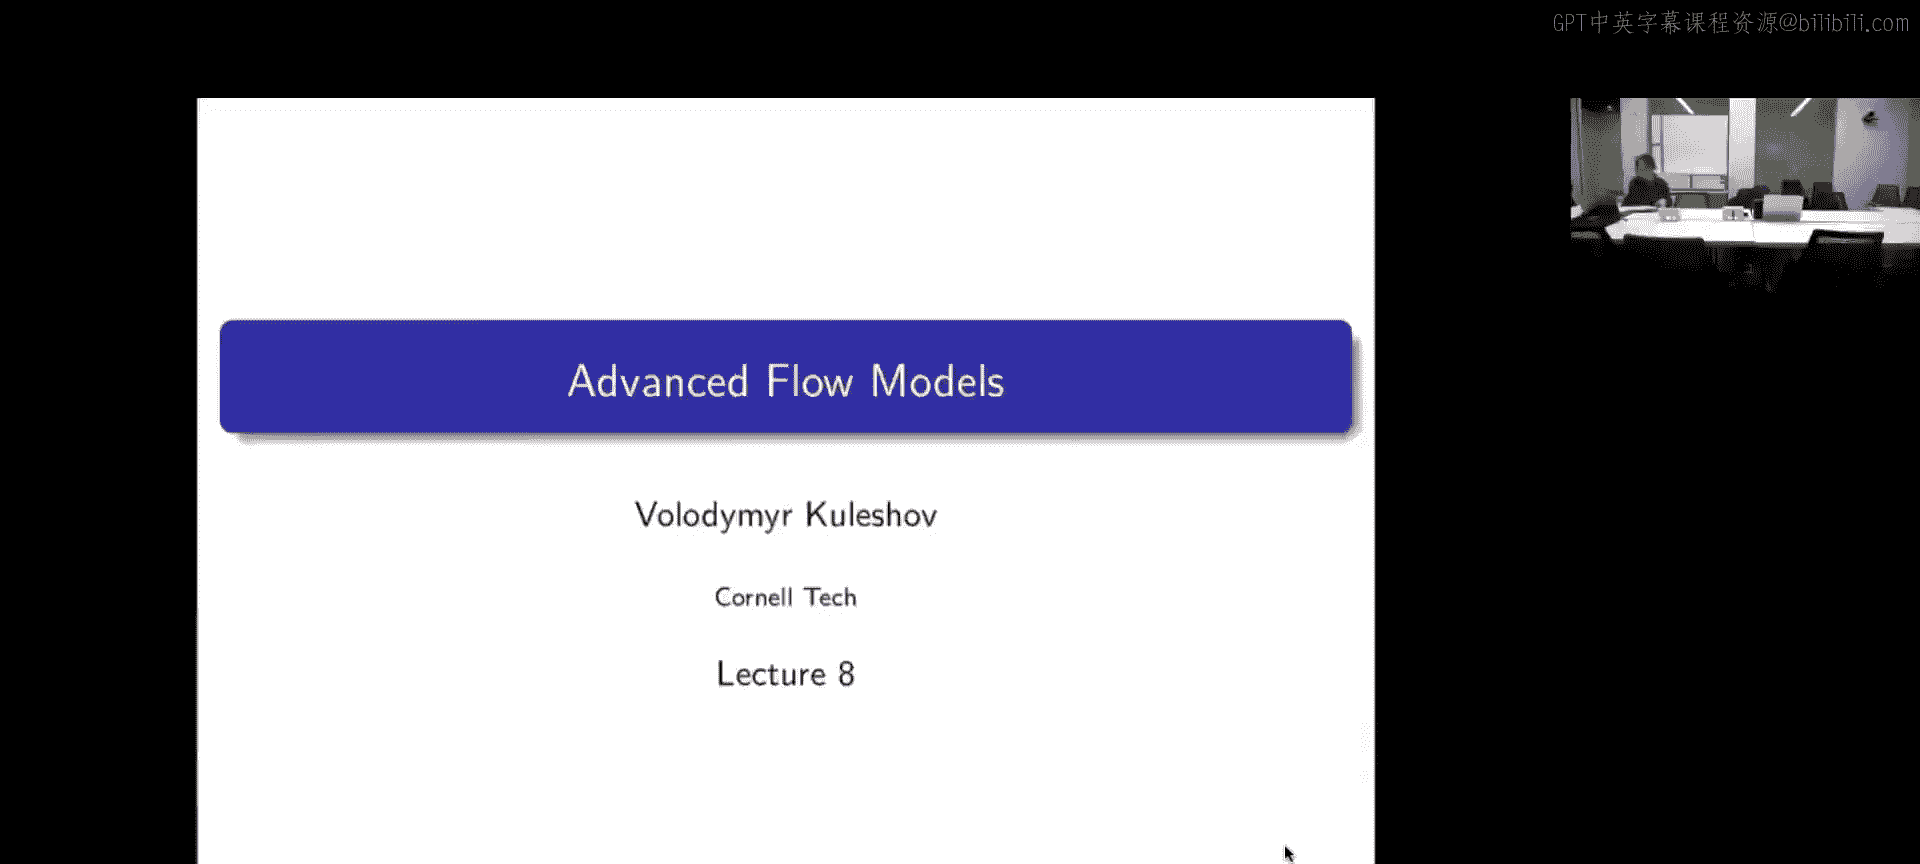 GPT中英字幕课程资源@bilibili.com
Advanced Flow Models
Volodymyr Kuleshov
Cornell Tech
Lecture 8